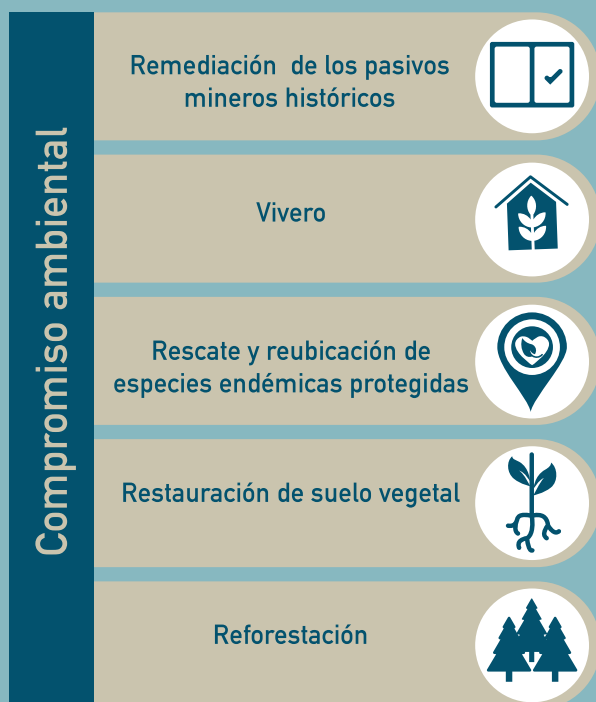 Compromiso ambiental
Remediación de los pasivos
mineros históricos
Vivero
Rescate y reubicación de
especies endémicas protegidas
Restauración de suelo vegetal
Reforestación